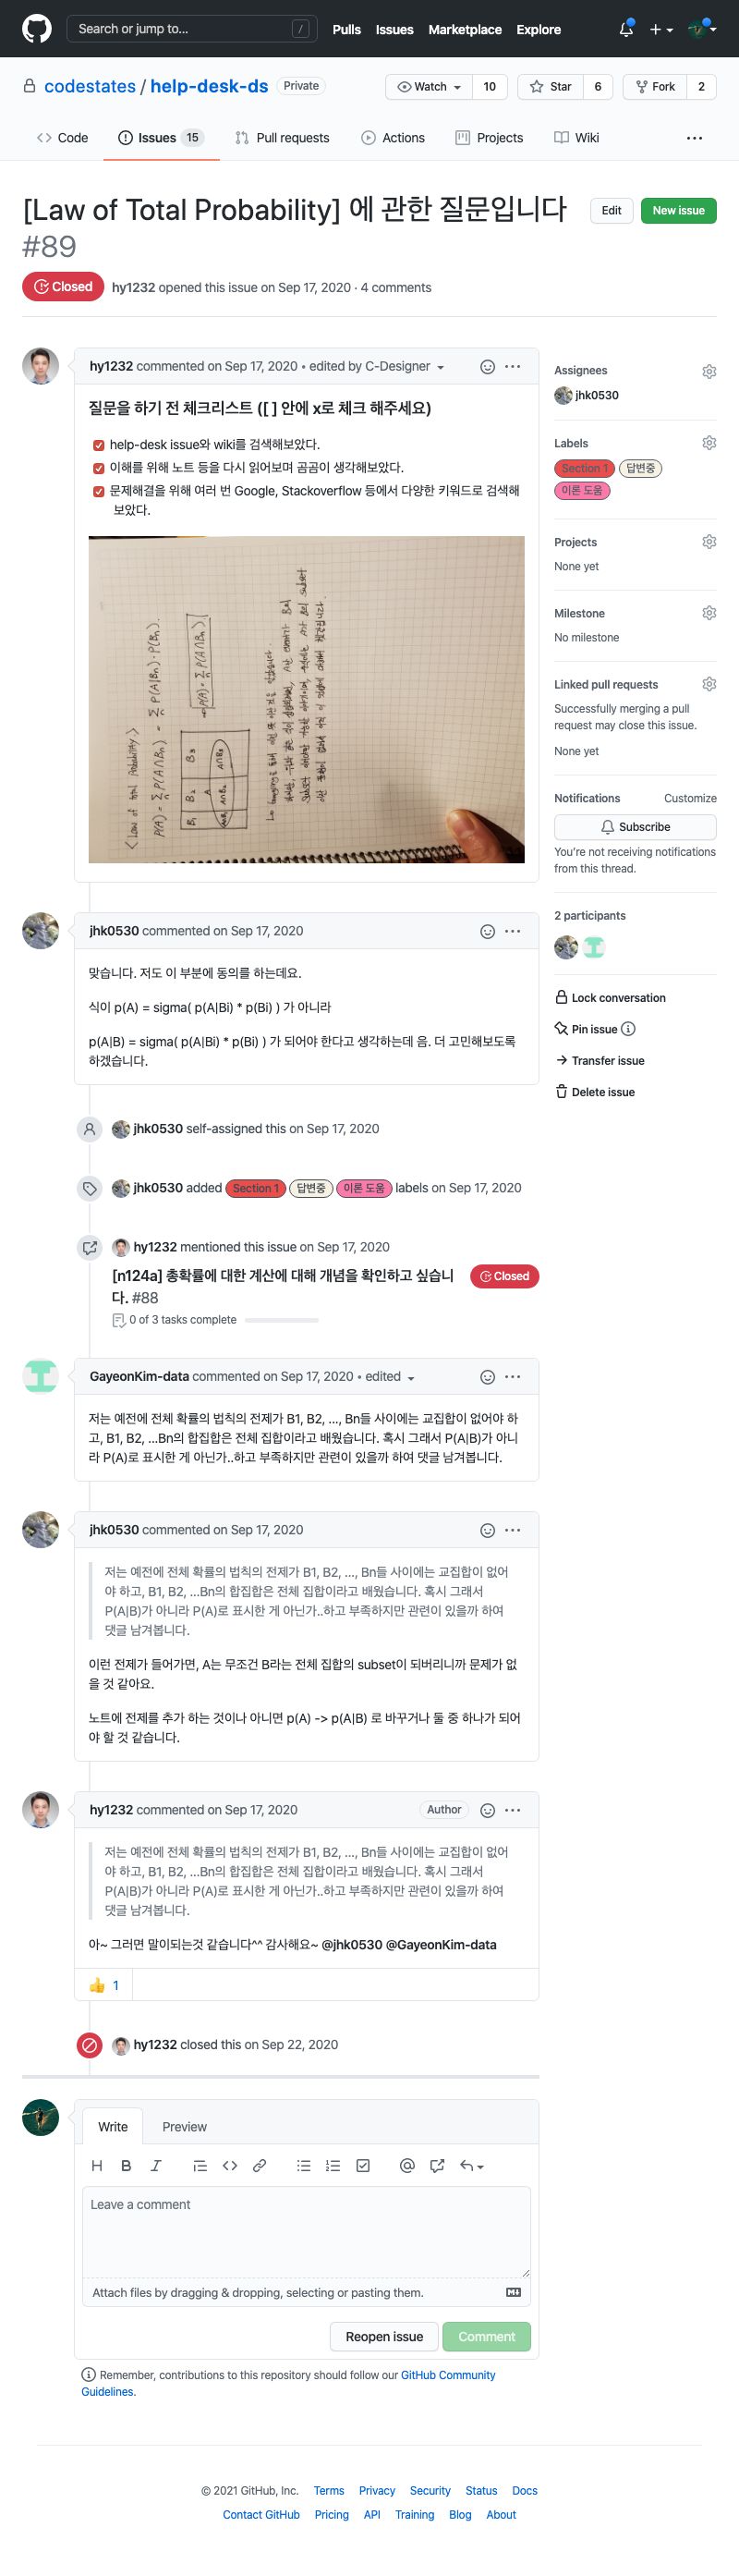 Search or jump to...
/
Pulls
Issues
Marketplace
Explore
codestates / help-desk-ds
Private
Watch
10
Star
6
Fork
2
Code
Issues 15
Pull requests
Actions
Projects
Wiki
[Law of Total Probability] 에 관한 질문입니다
#89
Edit
New issue
Closed
hy1232 opened this issue on Sep 17, 2020 · 4 comments
hy1232 commented on Sep 17, 2020 • edited by C-Designer
질문을 하기 전 체크리스트 ([ ] 안에 x로 체크 해주세요)
help-desk issue와 wiki를 검색해보았다.
이해를 위해 노트 등을 다시 읽어보며 곰곰이 생각해보았다.
문제해결을 위해 여러 번 Google, Stackoverflow 등에서 다양한 키워드로 검색해
보았다.
<Law of total Probability>
P(A) = Σn P(A∩Bn) = Σn P(A|Bn)·P(Bn).
B1 B2 B3
A
A∩B1 A∩B2 A∩B3
P(A) = Σn P(A∩Bn)
jhk0530 commented on Sep 17, 2020
맞습니다. 저도 이 부분에 동의를 하는데요.
식이 p(A) = sigma( p(A|Bi) * p(Bi) ) 가 아니라
p(A|B) = sigma( p(A|Bi) * p(Bi) ) 가 되어야 한다고 생각하는데 음. 더 고민해보도록
하겠습니다.
jhk0530 self-assigned this on Sep 17, 2020
jhk0530 added Section 1 답변중 이론 도움 labels on Sep 17, 2020
hy1232 mentioned this issue on Sep 17, 2020
[n124a] 총확률에 대한 계산에 대해 개념을 확인하고 싶습니
다. #88
Closed
0 of 3 tasks complete
GayeonKim-data commented on Sep 17, 2020 • edited
저는 예전에 전체 확률의 법칙의 전제가 B1, B2, ..., Bn들 사이에는 교집합이 없어야 하
고, B1, B2, ...Bn의 합집합은 전체 집합이라고 배웠습니다. 혹시 그래서 P(A|B)가 아니
라 P(A)로 표시한 게 아닌가..하고 부족하지만 관련이 있을까 하여 댓글 남겨봅니다.
jhk0530 commented on Sep 17, 2020
저는 예전에 전체 확률의 법칙의 전제가 B1, B2, ..., Bn들 사이에는 교집합이 없어
야 하고, B1, B2, ...Bn의 합집합은 전체 집합이라고 배웠습니다. 혹시 그래서
P(A|B)가 아니라 P(A)로 표시한 게 아닌가..하고 부족하지만 관련이 있을까 하여
댓글 남겨봅니다.
이런 전제가 들어가면, A는 무조건 B라는 전체 집합의 subset이 되버리니까 문제가 없
을 것 같아요.
노트에 전제를 추가 하는 것이나 아니면 p(A) -> p(A|B) 로 바꾸거나 둘 중 하나가 되어
야 할 것 같습니다.
hy1232 commented on Sep 17, 2020
Author
저는 예전에 전체 확률의 법칙의 전제가 B1, B2, ..., Bn들 사이에는 교집합이 없어
야 하고, B1, B2, ...Bn의 합집합은 전체 집합이라고 배웠습니다. 혹시 그래서
P(A|B)가 아니라 P(A)로 표시한 게 아닌가..하고 부족하지만 관련이 있을까 하여
댓글 남겨봅니다.
아~ 그러면 말이되는것 같습니다^^ 감사해요~ @jhk0530 @GayeonKim-data
1
hy1232 closed this on Sep 22, 2020
Write
Preview
Leave a comment
Attach files by dragging & dropping, selecting or pasting them.
Reopen issue
Comment
Remember, contributions to this repository should follow our GitHub Community
Guidelines.
Assignees
jhk0530
Labels
Section 1
답변중
이론 도움
Projects
None yet
Milestone
No milestone
Linked pull requests
Successfully merging a pull
request may close this issue.
None yet
Notifications
Customize
Subscribe
You're not receiving notifications
from this thread.
2 participants
Lock conversation
Pin issue
Transfer issue
Delete issue
© 2021 GitHub, Inc.
Terms
Privacy
Security
Status
Docs
Contact GitHub
Pricing
API
Training
Blog
About